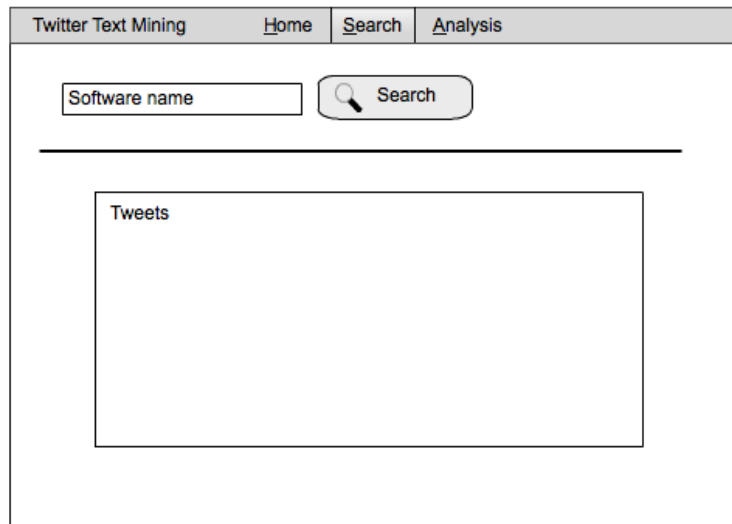 Twitter Text Mining Home Search Analysis
Software name Search
Tweets